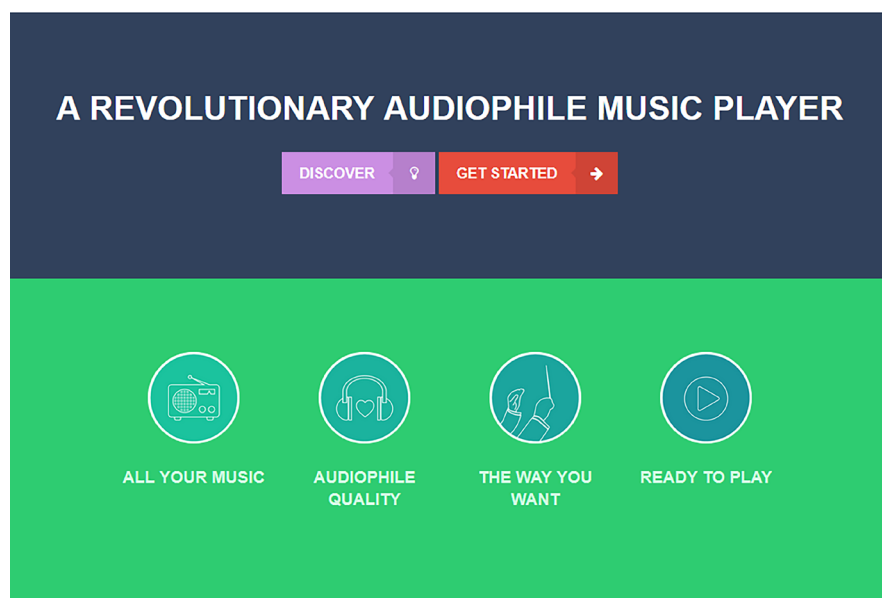 A REVOLUTIONARY AUDIOPHILE MUSIC PLAYER
DISCOVER
GET STARTED
ALL YOUR MUSIC
AUDIOPHILE
QUALITY
THE WAY YOU
WANT
READY TO PLAY